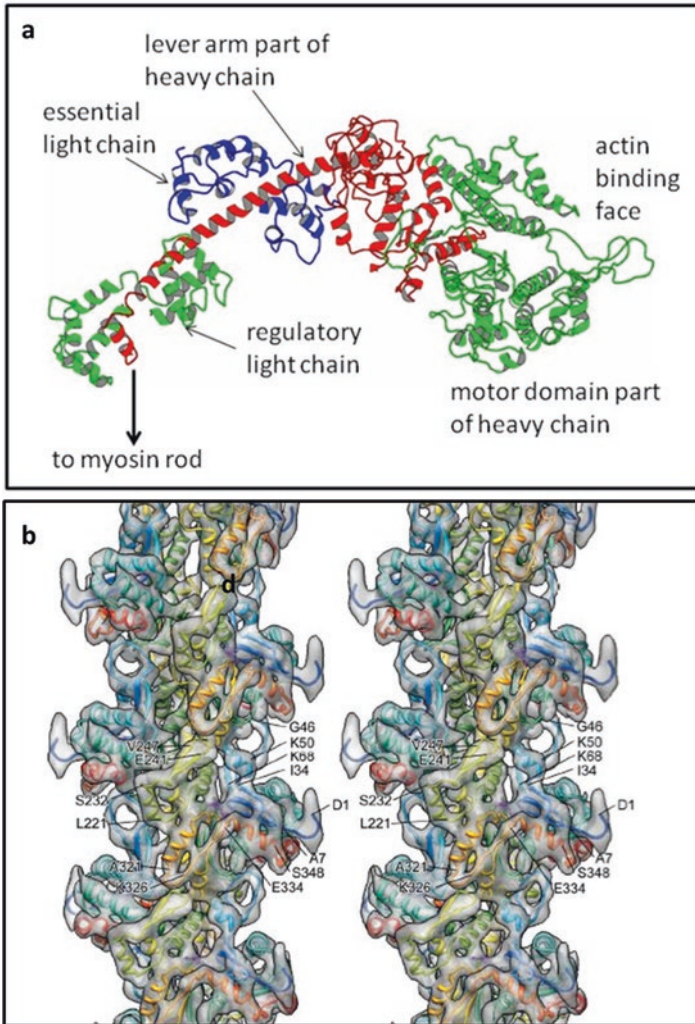 a
lever arm part of
heavy chain
essential
light chain
actin
binding
face
regulatory
light chain
motor domain part
of heavy chain
to myosin rod
b
d
G46
V247
K50
E241
K68
I34
S232
D1
L221
A7
A321
S348
K326
E334
G46
V247
K50
E241
K68
I34
S232
D1
L221
A7
A321
S348
K326
E334